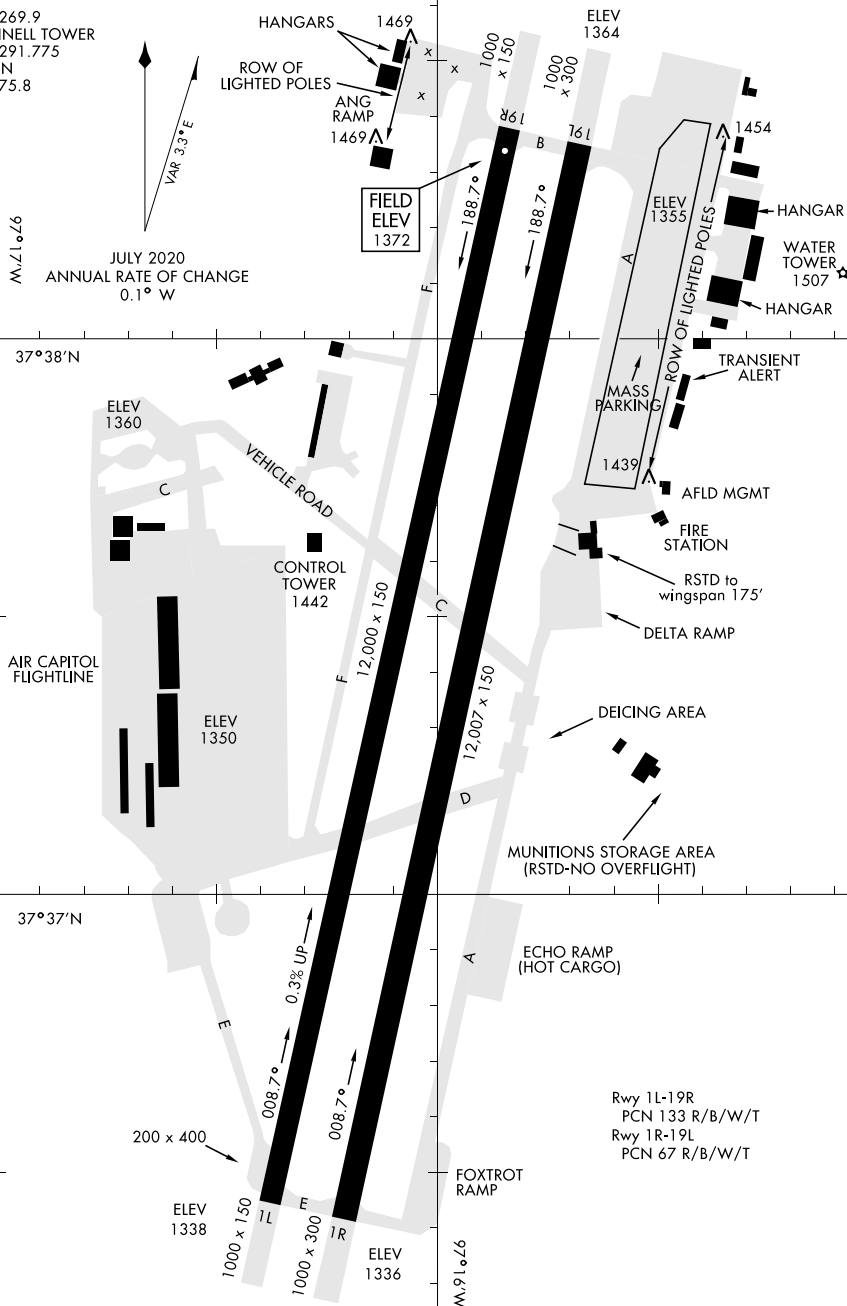 269.9
NNELL TOWER
291.775
N
75.8
VAR 3.3° E
JULY 2020
ANNUAL RATE OF CHANGE
0.1° W
97°17'W
HANGARS
1469
ROW OF
LIGHTED POLES
ANG
RAMP
1469
x
x
x
1000
x 150
1000
x 300
ELEV
1364
19R
19L
B
FIELD
ELEV
1372
188.7°
188.7°
1454
ELEV
1355
A
ROW OF LIGHTED POLES
HANGAR
WATER
TOWER
1507
HANGAR
F
37°38'N
TRANSIENT
ALERT
MASS
PARKING
ELEV
1360
VEHICLE ROAD
C
1439
AFLD MGMT
FIRE
STATION
CONTROL
TOWER
1442
RSTD to
wingspan 175'
C
DELTA RAMP
12,000 x 150
AIR CAPITOL
FLIGHTLINE
F
12,007 x 150
ELEV
1350
DEICING AREA
D
MUNITIONS STORAGE AREA
(RSTD-NO OVERFLIGHT)
37°37'N
0.3% UP
A
ECHO RAMP
(HOT CARGO)
E
008.7°
008.7°
Rwy 1L-19R
PCN 133 R/B/W/T
Rwy 1R-19L
PCN 67 R/B/W/T
200 x 400
FOXTROT
RAMP
ELEV
1338
1L
E
1R
1000 x 150
1000 x 300
ELEV
1336
97°16'W